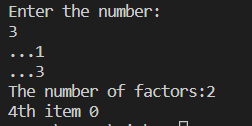 Enter the number:
3
...1
...3
The number of factors:2
4th item 0